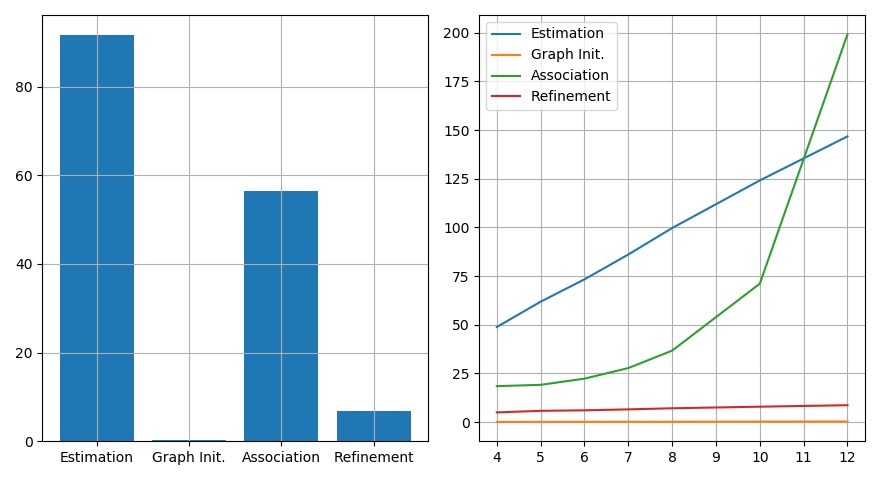 80
60
40
20
0
Estimation Graph Init. Association Refinement
Estimation
Graph Init.
Association
Refinement
200
175
150
125
100
75
50
25
0
4 5 6 7 8 9 10 11 12